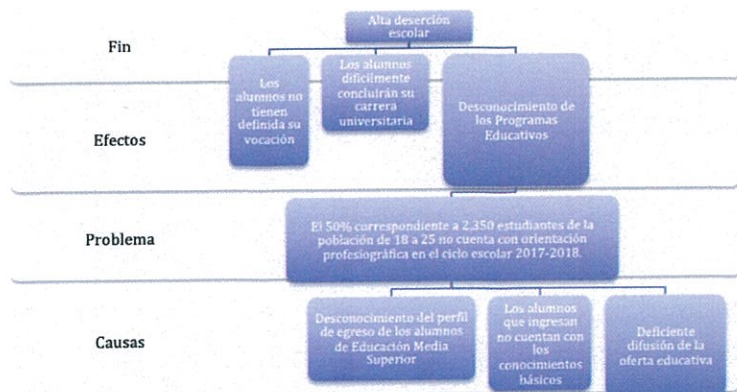 Fin
Alta deserción
escolar
Los
alumnos no
tienen
definida su
vocación
Los alumnos
dificilmente
concluirán su
carrera
universitaria
Desconocimiento de
los Programas
Educativos
Efectos
Problema
El 50% correspondiente a 2,350 estudiantes de la
población de 18 a 25 no cuenta con orientación
profesiográfica en el ciclo escolar 2017-2018.
Causas
Desconocimiento del perfil
de egreso de los alumnos
de Educación Media
Superior
Los alumnos
que ingresan
no cuentan con
los
conocimientos
básicos
Deficiente
difusión de la
oferta educativa